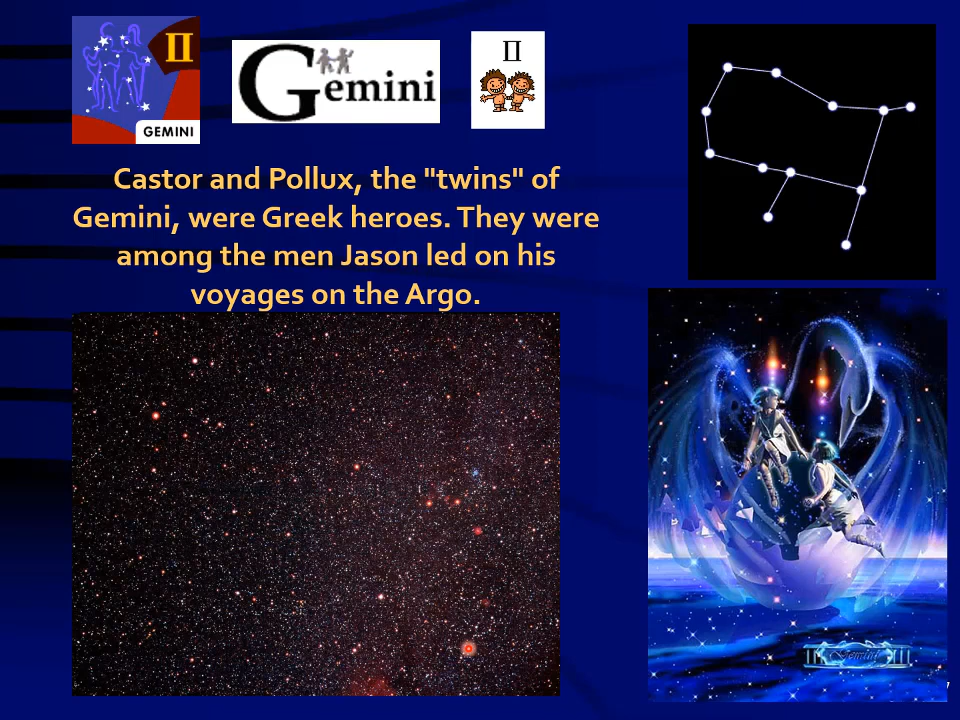 II
GEMINI
Gemini
II
Castor and Pollux, the "twins" of
Gemini, were Greek heroes. They were
among the men Jason led on his
voyages on the Argo.
Gemini